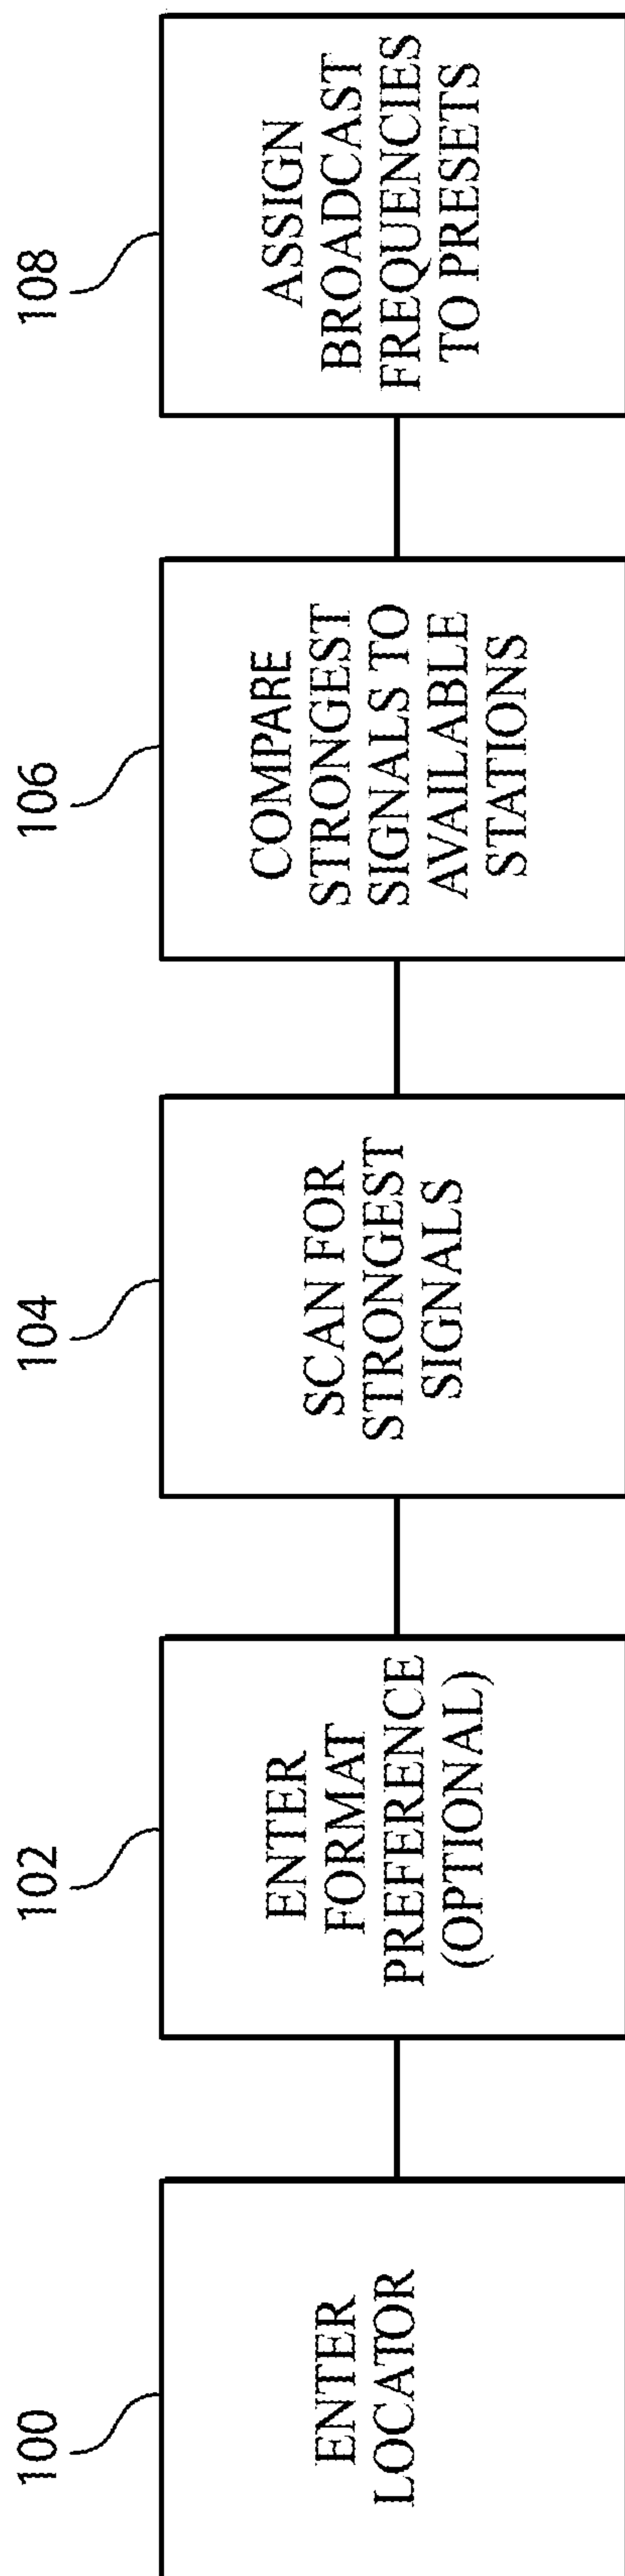 100
ENTER
LOCATOR
102
ENTER
FORMAT
PREFERENCE
(OPTIONAL)
104
SCAN FOR
STRONGEST
SIGNALS
106
COMPARE
STRONGEST
SIGNALS TO
AVAILABLE
STATIONS
108
ASSIGN
BROADCAST
FREQUENCIES
TO PRESETS